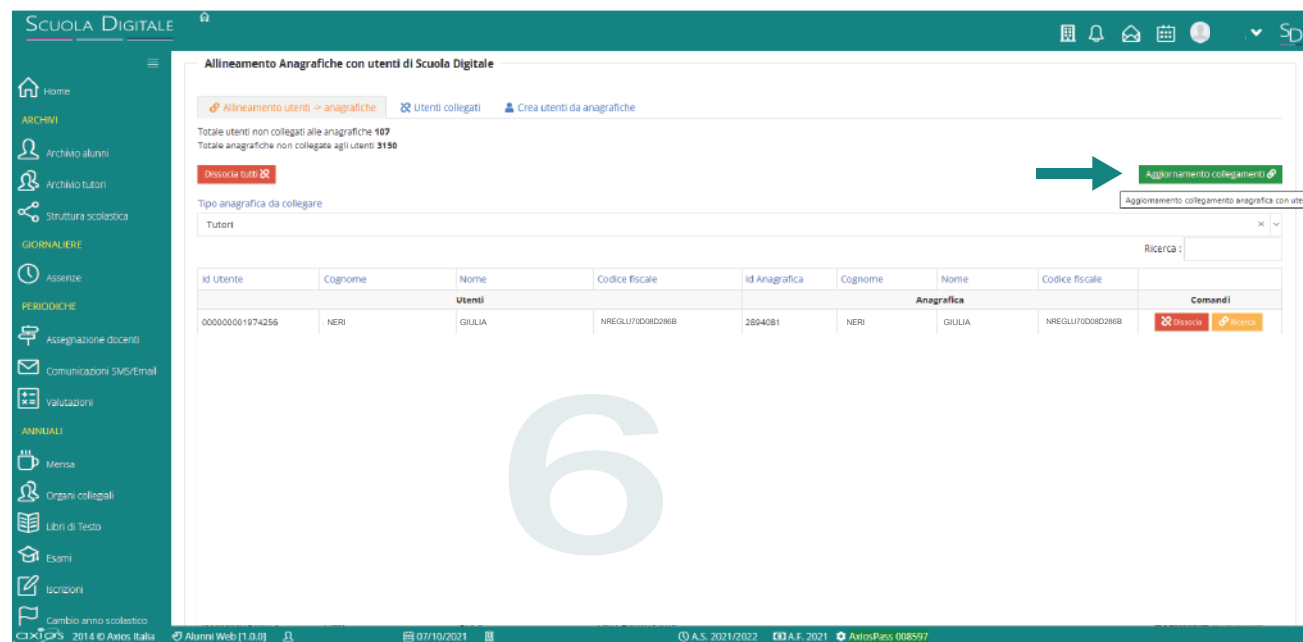 SCUOLA DIGITALE
SD
Home
ARCHIVI
Archivio alunni
Archivio tutori
Struttura scolastica
GIORNALIERE
Assenze
PERIODICHE
Assegnazione docenti
Comunicazioni SMS/Email
Valutazioni
ANNUALI
Mensa
Organi collegiali
Libri di Testo
Esami
Iscrizioni
Cambio anno scolastico
Allineamento Anagrafiche con utenti di Scuola Digitale
Allineamento utenti -> anagrafiche Utenti collegati Crea utenti da anagrafiche
Totale utenti non collegati alle anagrafiche 107
Totale anagrafiche non collegate agli utenti 3150
Dissocia tutti Aggiornamento collegamenti
Aggiornamento collegamento anagrafica con ute
Tipo anagrafica da collegare
Tutori
Ricerca :
Id Utente Cognome Nome Codice fiscale Id Anagrafica Cognome Nome Codice fiscale
Utenti Anagrafica Comandi
000000001974256 NERI GIULIA NREGLU70D08D286B 2894081 NERI GIULIA NREGLU70D08D286B Dissocia Ricerca
6
axios 2014 © Axios Italia Alunni Web [1.0.0] 07/10/2021 A.S. 2021/2022 A.F. 2021 AxiosPass 008597